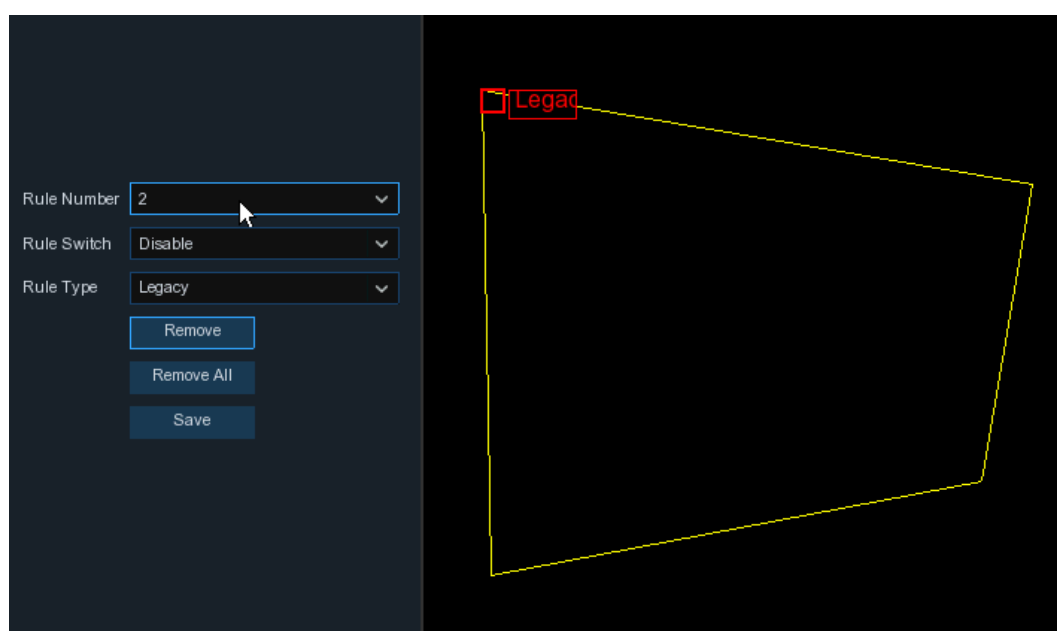 Legac
Rule Number 2
Rule Switch Disable
Rule Type Legacy
Remove
Remove All
Save